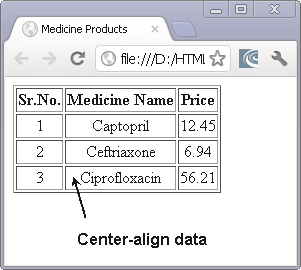 Medicine Products
file:///D:/HTMl
Sr.No. Medicine Name Price
1 Captopril 12.45
2 Ceftriaxone 6.94
3 Ciprofloxacin 56.21
Center-align data